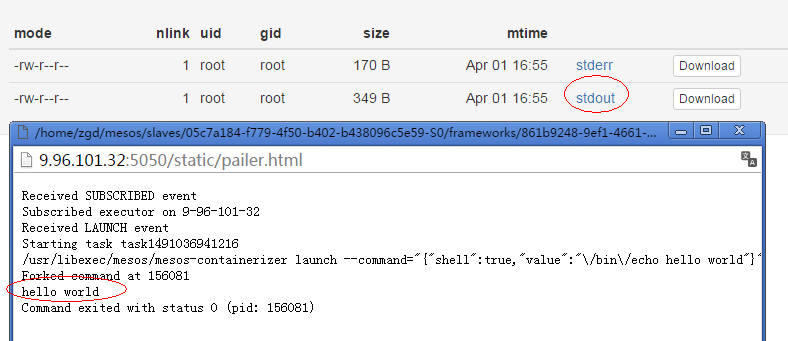 mode nlink uid gid size mtime
-rw-r--r-- 1 root root 170 B Apr 01 16:55 stderr Download
-rw-r--r-- 1 root root 349 B Apr 01 16:55 stdout Download
/home/zgd/mesos/slaves/05c7a184-f779-4f50-b402-b438096c5e59-S0/frameworks/861b9248-9ef1-4661-...
9.96.101.32:5050/static/pailer.html
Received SUBSCRIBED event
Subscribed executor on 9-96-101-32
Received LAUNCH event
Starting task task1491036941216
/usr/libexec/mesos/mesos-containerizer launch --command="{"shell":true,"value":"\/bin\/echo hello world"}"
Forked command at 156081
hello world
Command exited with status 0 (pid: 156081)